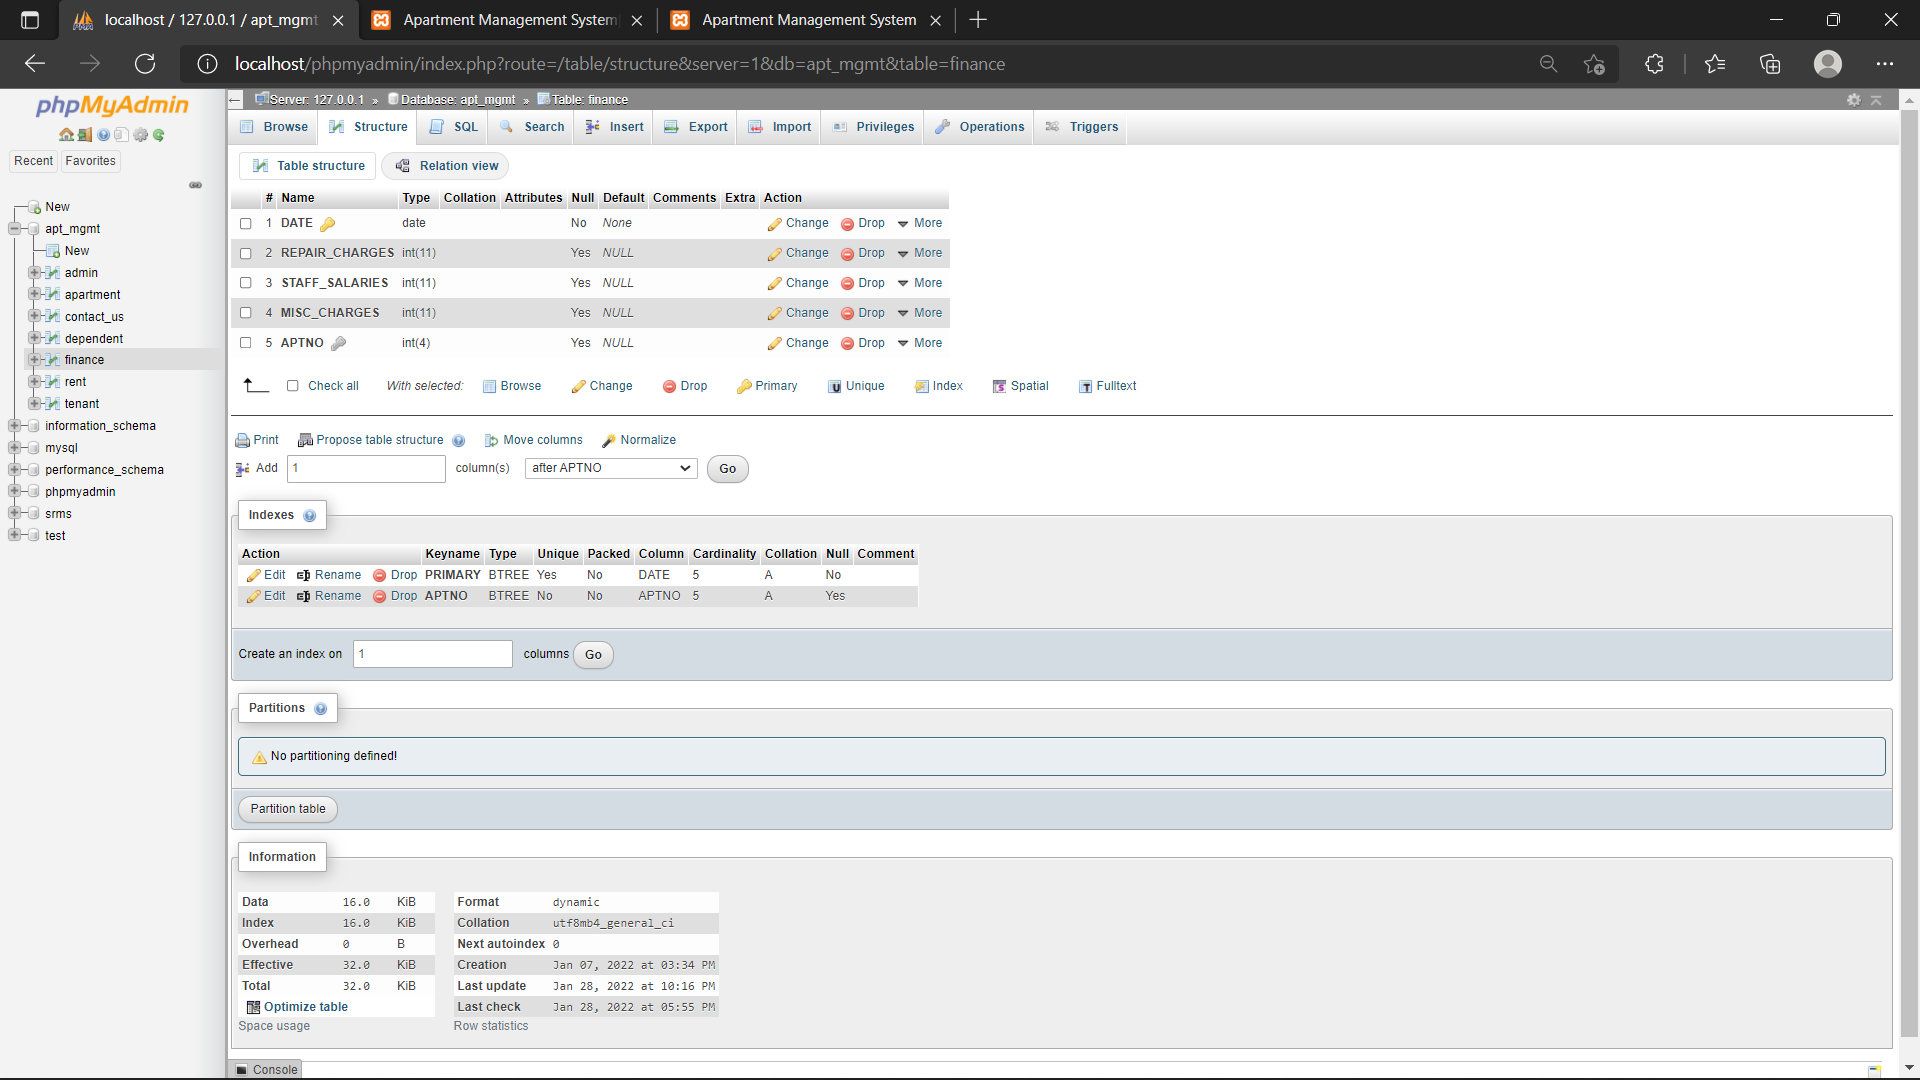 localhost / 127.0.0.1 / apt_mgmt
Apartment Management System
Apartment Management System
localhost/phpmyadmin/index.php?route=/table/structure&server=1&db=apt_mgmt&table=finance
phpMyAdmin
Recent Favorites
New
apt_mgmt
New
admin
apartment
contact_us
dependent
finance
rent
tenant
information_schema
mysql
performance_schema
phpmyadmin
srms
test
Server: 127.0.0.1 » Database: apt_mgmt » Table: finance
Browse Structure SQL Search Insert Export Import Privileges Operations Triggers
Table structure Relation view
# Name Type Collation Attributes Null Default Comments Extra Action
1 DATE date No None Change Drop More
2 REPAIR_CHARGES int(11) Yes NULL Change Drop More
3 STAFF_SALARIES int(11) Yes NULL Change Drop More
4 MISC_CHARGES int(11) Yes NULL Change Drop More
5 APTNO int(4) Yes NULL Change Drop More
Check all With selected: Browse Change Drop Primary Unique Index Spatial Fulltext
Print Propose table structure Move columns Normalize
Add 1 column(s) after APTNO Go
Indexes
Action Keyname Type Unique Packed Column Cardinality Collation Null Comment
Edit Rename Drop PRIMARY BTREE Yes No DATE 5 A No
Edit Rename Drop APTNO BTREE No No APTNO 5 A Yes
Create an index on 1 columns Go
Partitions
No partitioning defined!
Partition table
Information
Data 16.0 KiB
Index 16.0 KiB
Overhead 0 B
Effective 32.0 KiB
Total 32.0 KiB
Optimize table
Space usage
Format dynamic
Collation utf8mb4_general_ci
Next autoindex 0
Creation Jan 07, 2022 at 03:34 PM
Last update Jan 28, 2022 at 10:16 PM
Last check Jan 28, 2022 at 05:55 PM
Row statistics
Console